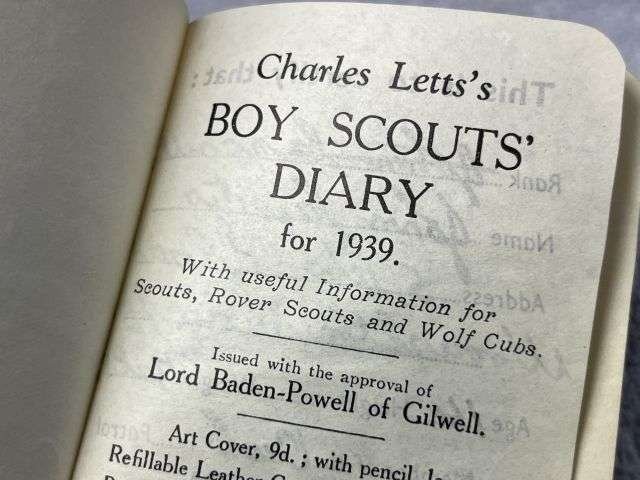 Charles Letts's
BOY SCOUTS'
DIARY
for 1939.
With useful Information for
Scouts, Rover Scouts and Wolf Cubs.
Issued with the approval of
Lord Baden-Powell of Gilwell.
Art Cover, 9d. ; with pencil,
Refillable Leather